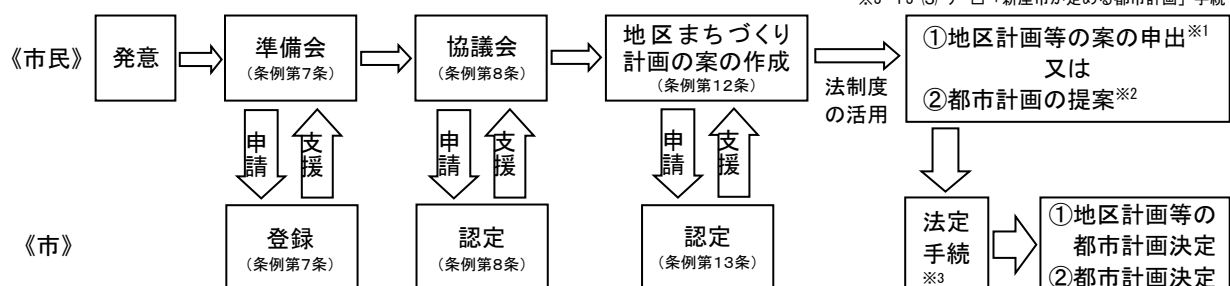 《市民》
発意
準備会
（条例第7条）
協議会
（条例第8条）
地区まちづくり
計画の案の作成
（条例第12条）
法制度
の活用
①地区計画等の案の申出※1
又は
②都市計画の提案※2
申請
支援
申請
支援
申請
支援
《市》
登録
（条例第7条）
認定
（条例第8条）
認定
（条例第13条）
法定
手続
※3
①地区計画等の
都市計画決定
②都市計画決定